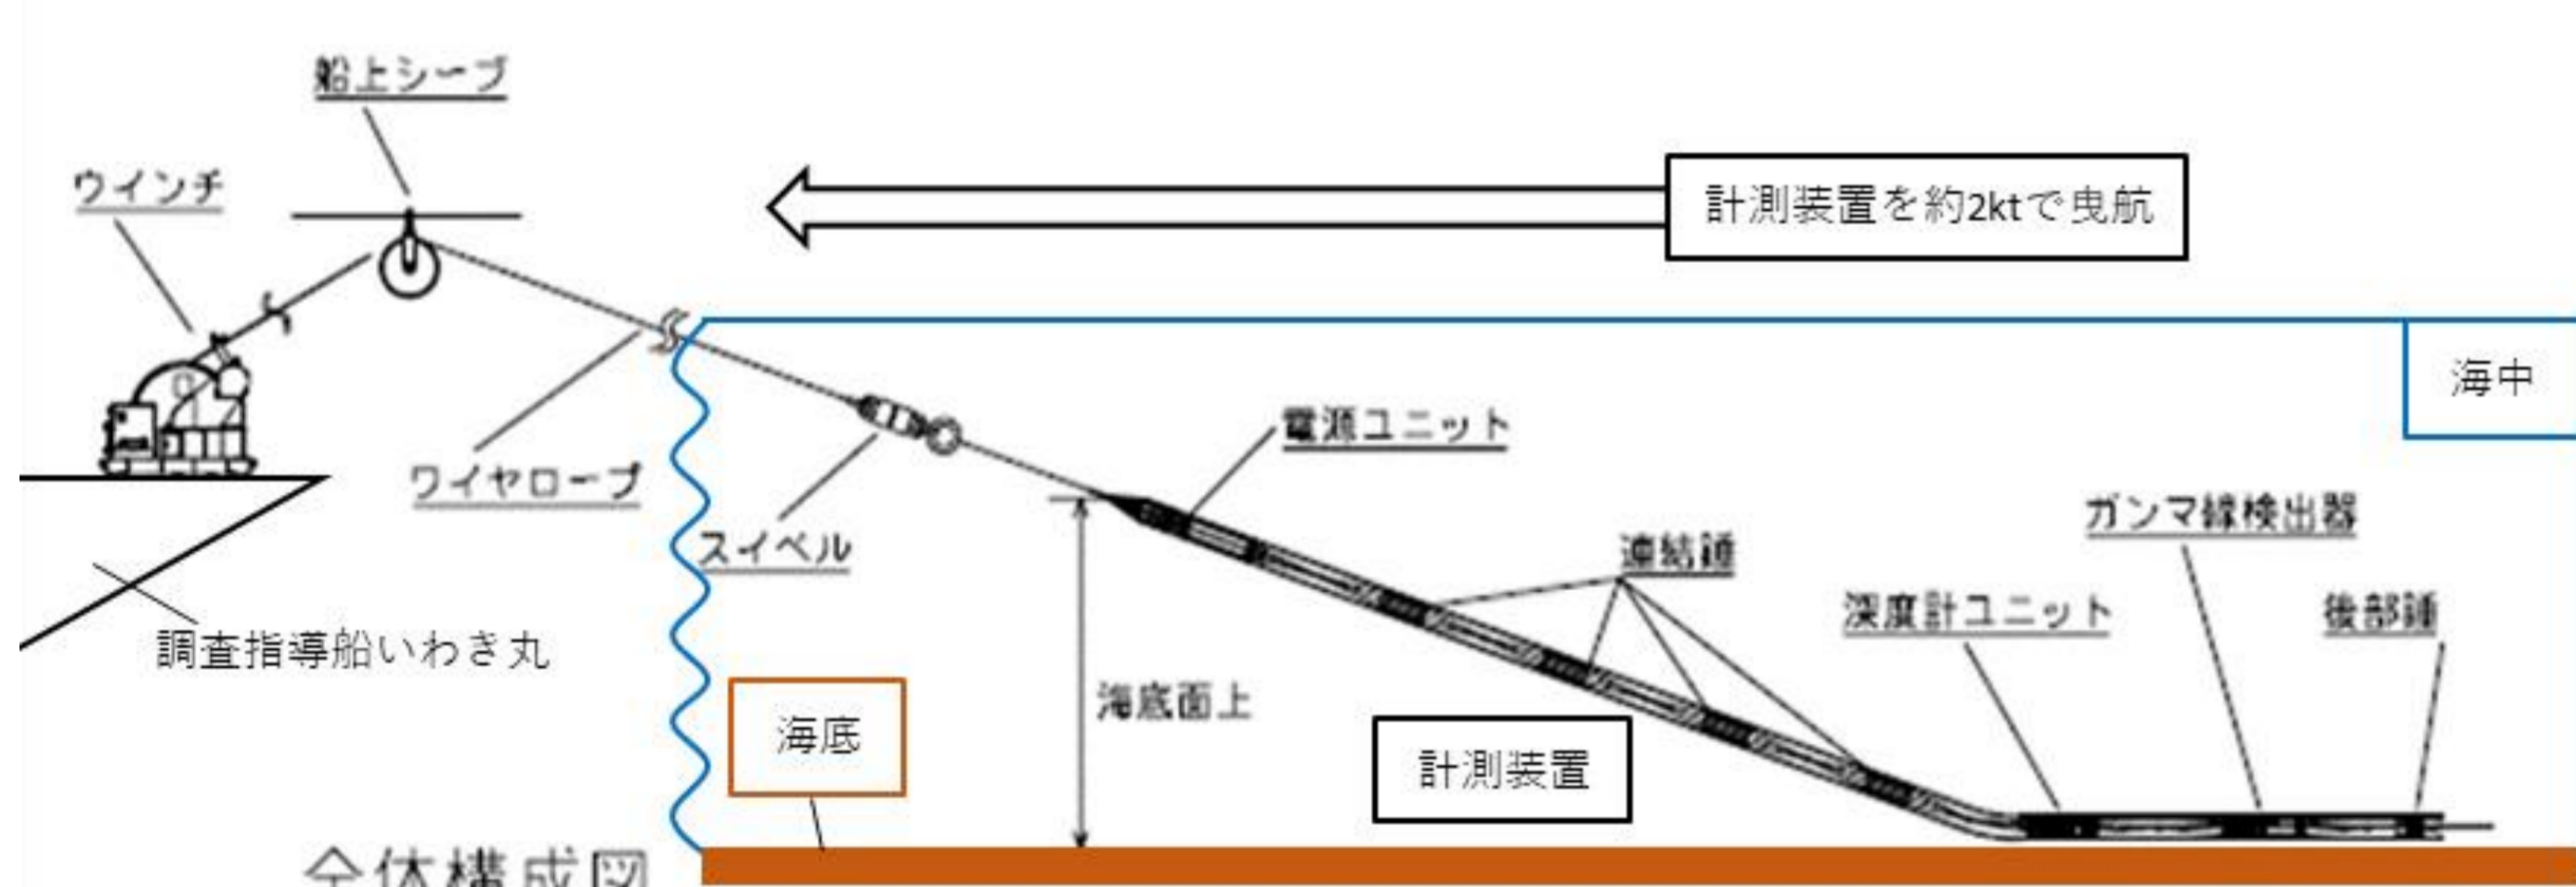 船上シーブ
ウインチ
計測装置を約2ktで曳航
海中
電源ユニット
ワイヤロープ
スイベル
連結錘
ガンマ線検出器
深度計ユニット
後部錘
調査指導船いわき丸
海底面上
海底
計測装置
全体構成図